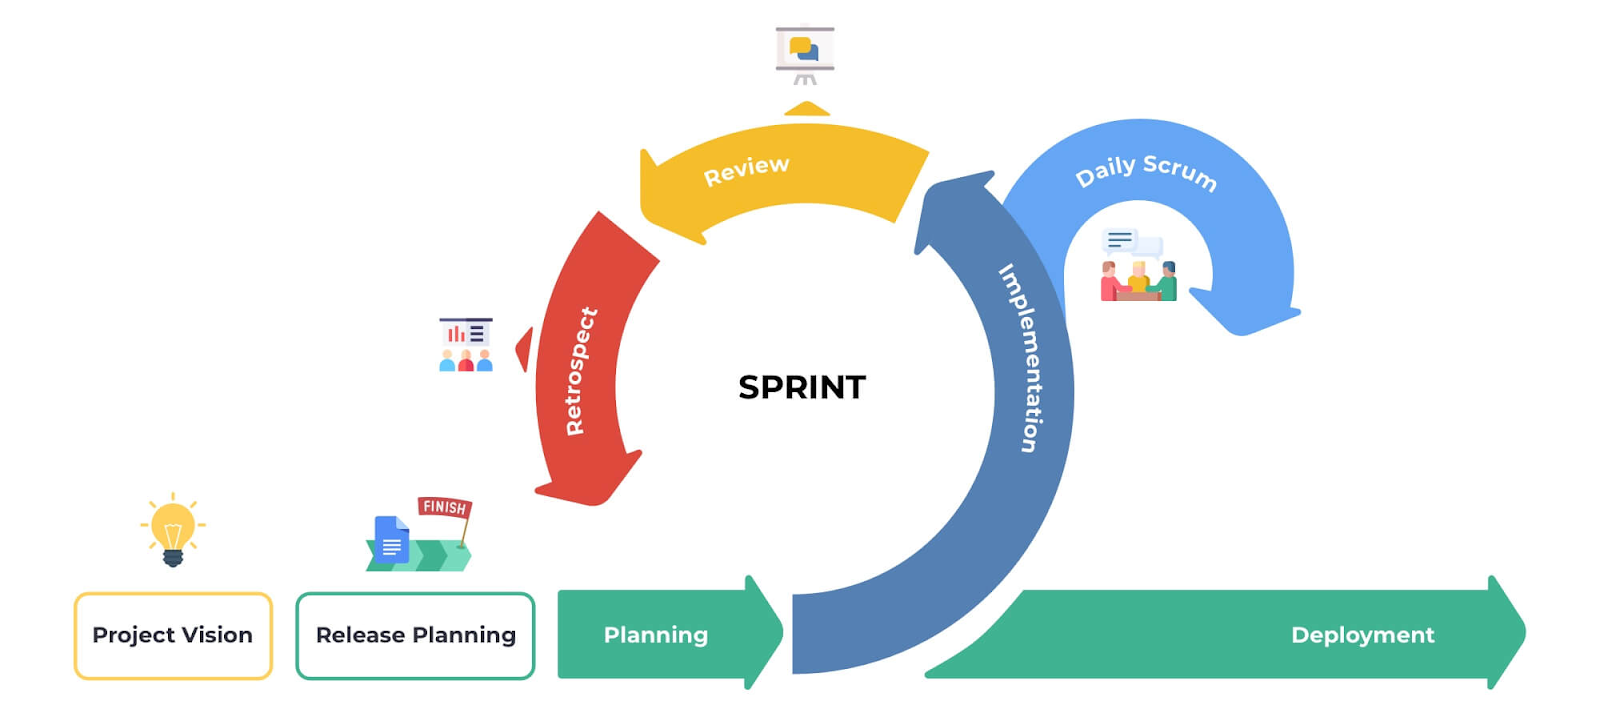 Review
Daily Scrum
Implementation
Retrospect
SPRINT
FINISH
Project Vision
Release Planning
Planning
Deployment